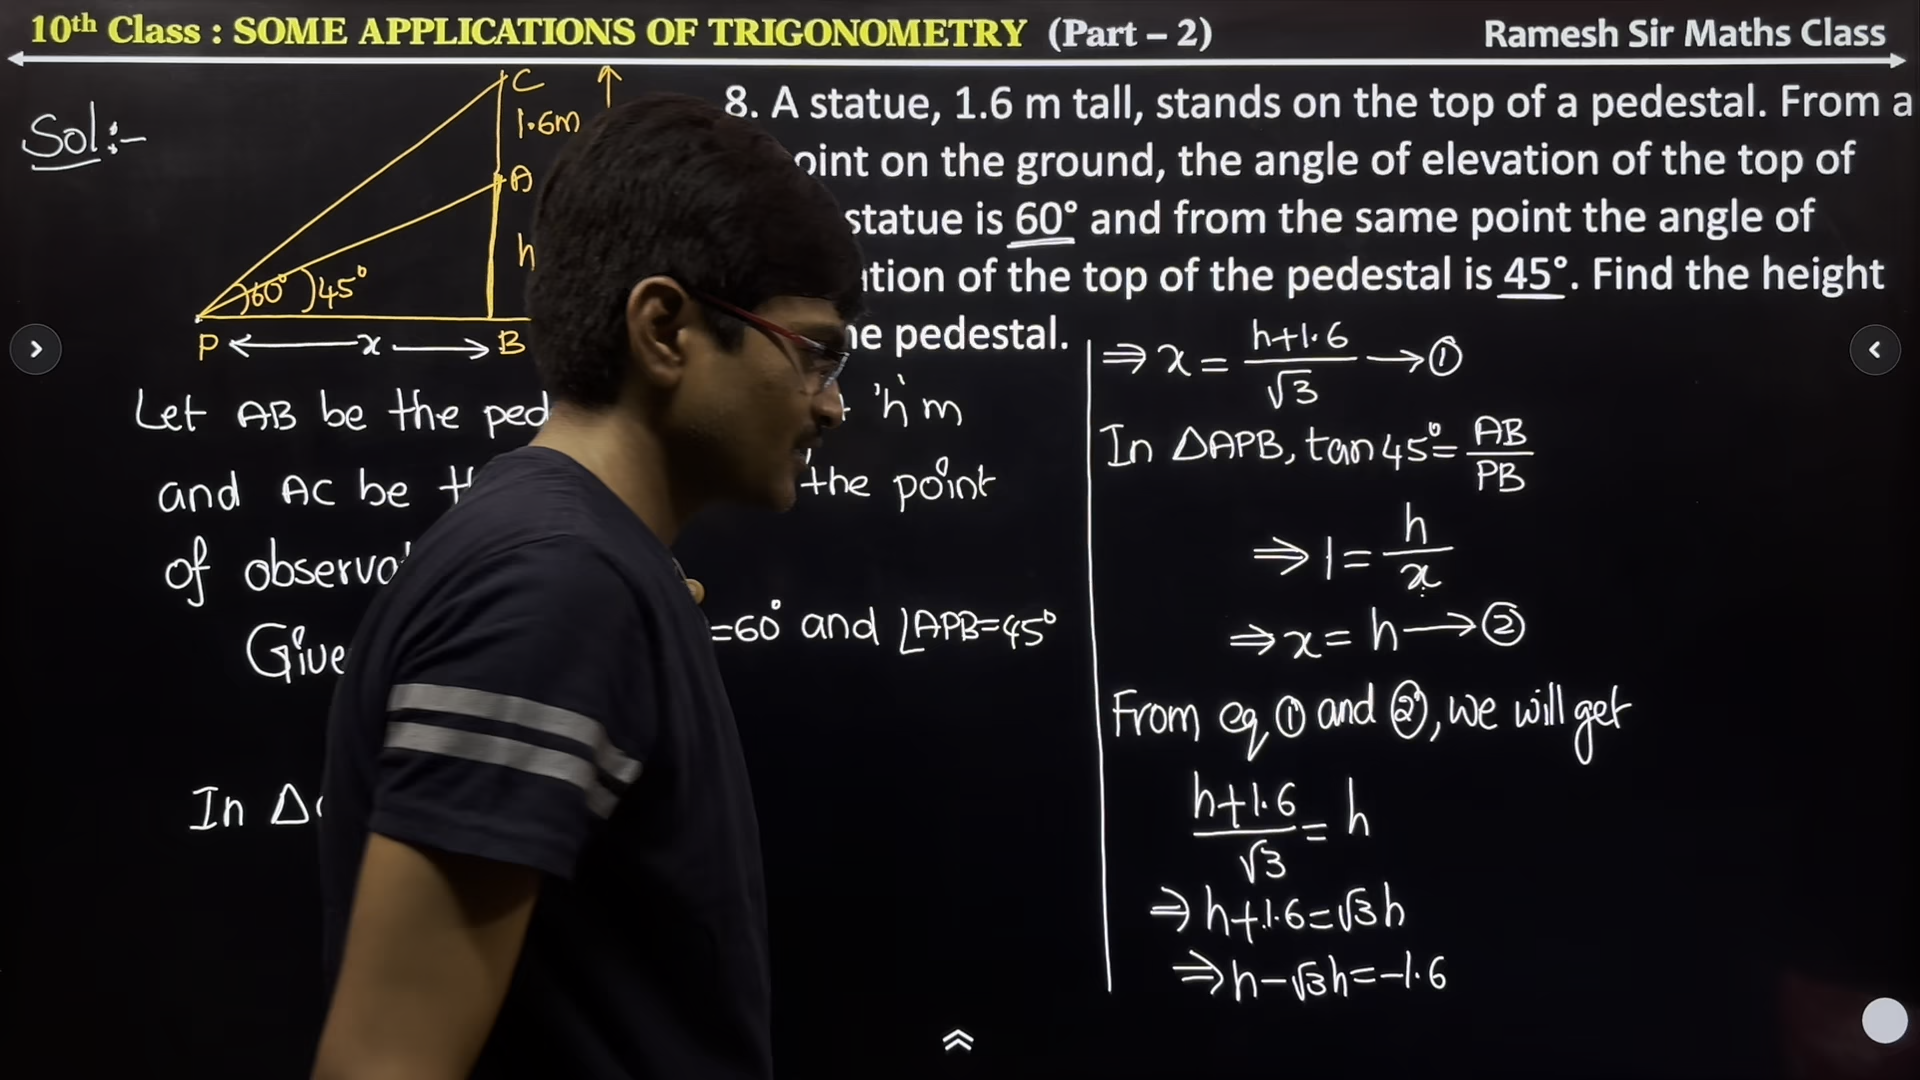 10th Class : SOME APPLICATIONS OF TRIGONOMETRY (Part – 2)
Ramesh Sir Maths Class
Sol:-
C
1.6m
A
h
60° 45°
P x B
8. A statue, 1.6 m tall, stands on the top of a pedestal. From a
on the ground, the angle of elevation of the top of
statue is 60° and from the same point the angle of
of the top of the pedestal is 45°. Find the height
pedestal.
Let AB be the 'h' m
and AC be the point
of
=60° and ∠APB=45°
In
⇒ x = h+1.6/√3 → ①
In ΔAPB, tan 45° = AB/PB
⇒ 1 = h/x
⇒ x = h → ②
From eq ① and ②, we will get
h+1.6/√3 = h
⇒ h+1.6=√3h
⇒ h-√3h=-1.6